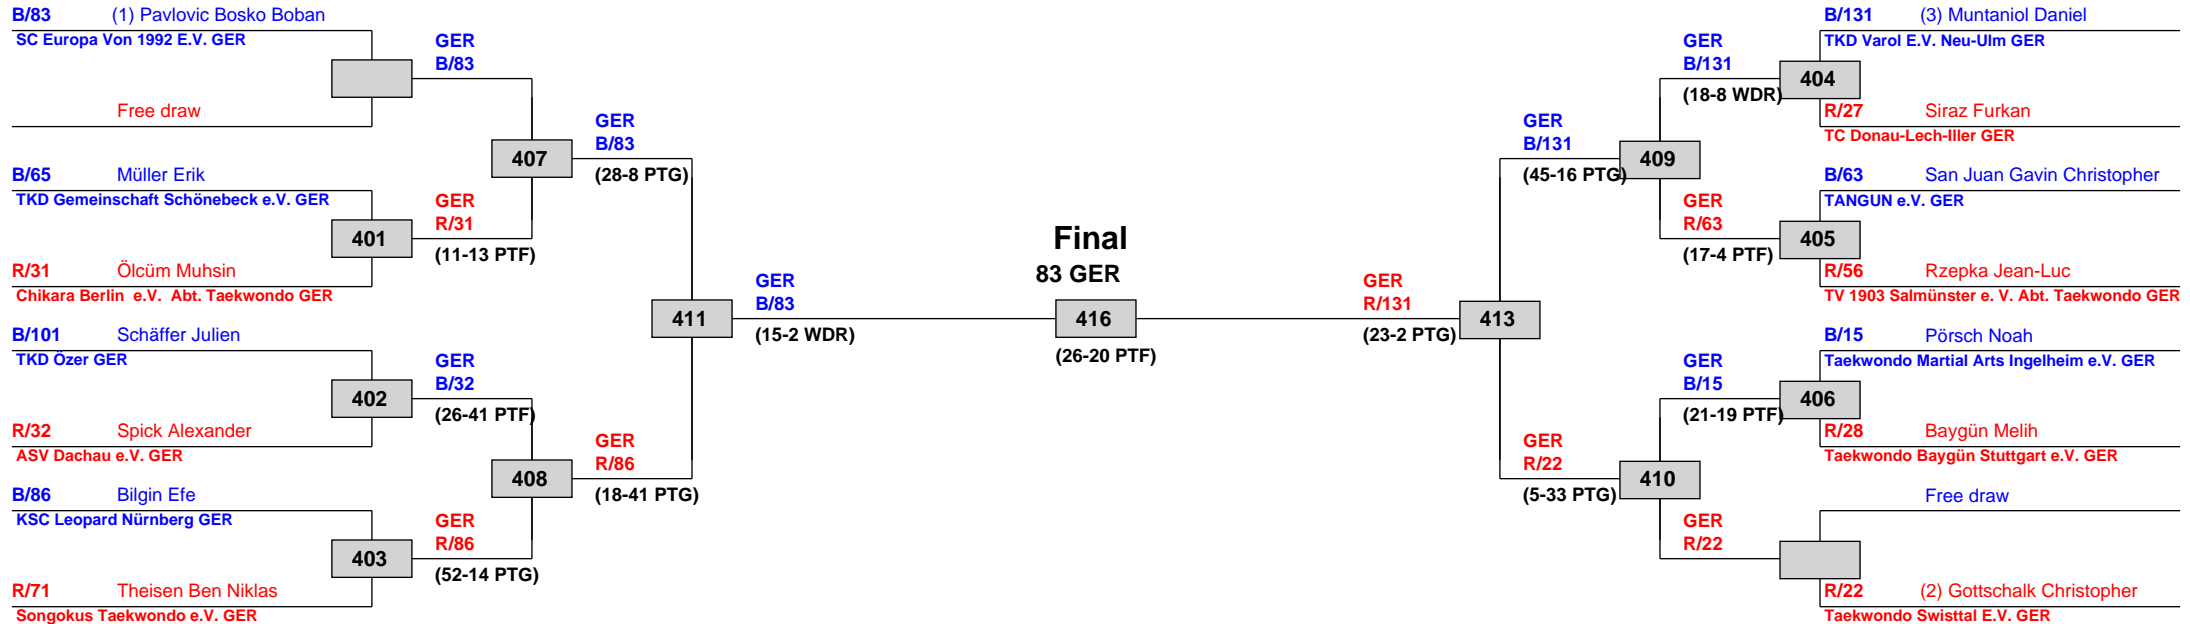 B/83 (1) Pavlovic Bosko Boban
SC Europa Von 1992 E.V. GER
Free draw
GER
B/83
B/65 Müller Erik
TKD Gemeinschaft Schönebeck e.V. GER
401
R/31 Ölcüm Muhsin
Chikara Berlin e.V. Abt. Taekwondo GER
GER
R/31
(11-13 PTF)
407
GER
B/83
(28-8 PTG)
B/101 Schäffer Julien
TKD Özer GER
402
R/32 Spick Alexander
ASV Dachau e.V. GER
GER
B/32
(26-41 PTF)
B/86 Bilgin Efe
KSC Leopard Nürnberg GER
403
R/71 Theisen Ben Niklas
Songokus Taekwondo e.V. GER
GER
R/86
(52-14 PTG)
408
GER
R/86
(18-41 PTG)
411
GER
B/83
(15-2 WDR)
Final
83 GER
416
(26-20 PTF)
GER
R/131
(23-2 PTG)
413
GER
B/131
(45-16 PTG)
409
GER
B/131
(18-8 WDR)
404
B/131 (3) Muntaniol Daniel
TKD Varol E.V. Neu-Ulm GER
R/27 Siraz Furkan
TC Donau-Lech-Iller GER
GER
R/63
(17-4 PTF)
405
B/63 San Juan Gavin Christopher
TANGUN e.V. GER
R/56 Rzepka Jean-Luc
TV 1903 Salmünster e. V. Abt. Taekwondo GER
GER
R/22
(5-33 PTG)
410
GER
B/15
(21-19 PTF)
406
B/15 Pörsch Noah
Taekwondo Martial Arts Ingelheim e.V. GER
R/28 Baygün Melih
Taekwondo Baygün Stuttgart e.V. GER
GER
R/22
Free draw
R/22 (2) Gottschalk Christopher
Taekwondo Swisttal E.V. GER